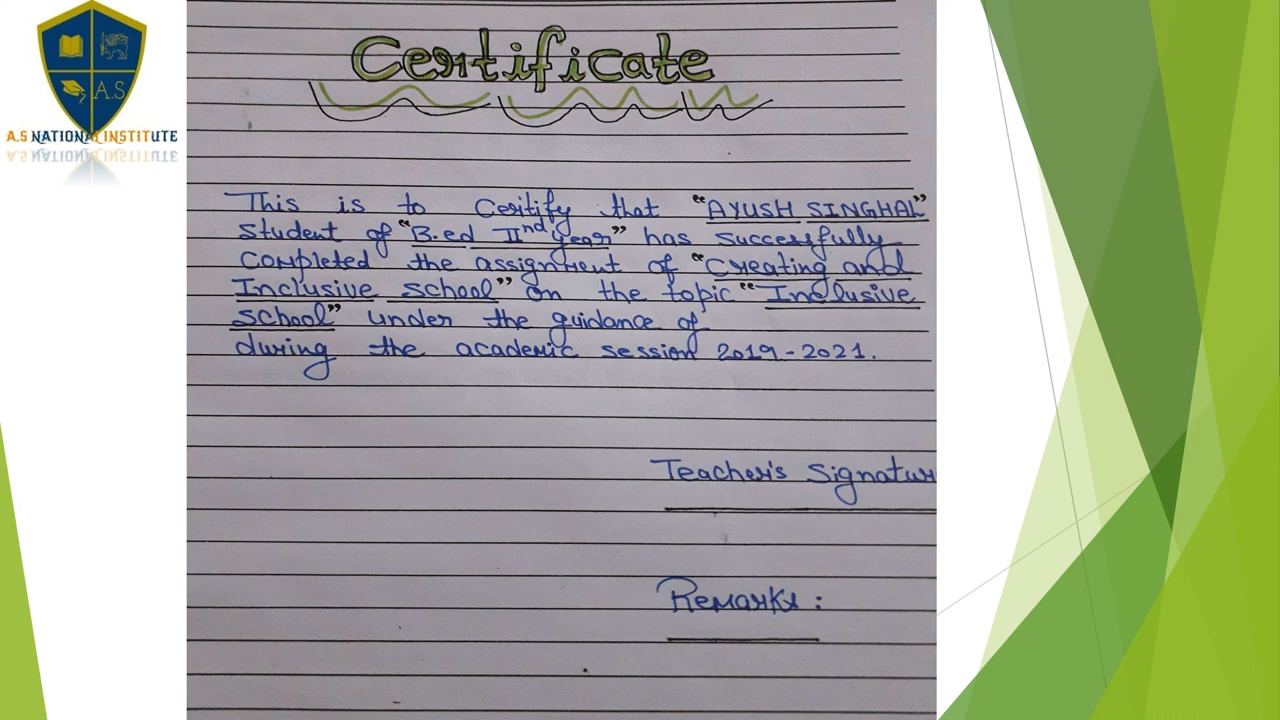 A.S
A.S NATIONAL INSTITUTE
Certificate
This is to Ceritify that "AYUSH SINGHAL"
Student of "B.ed IInd year" has successfully
completed the assignment of "Creating and
Inclusive school" on the topic "Inclusive
School" under the guidance of
during the academic session 2019-2021.
Teacher's Signatur
Remarks :